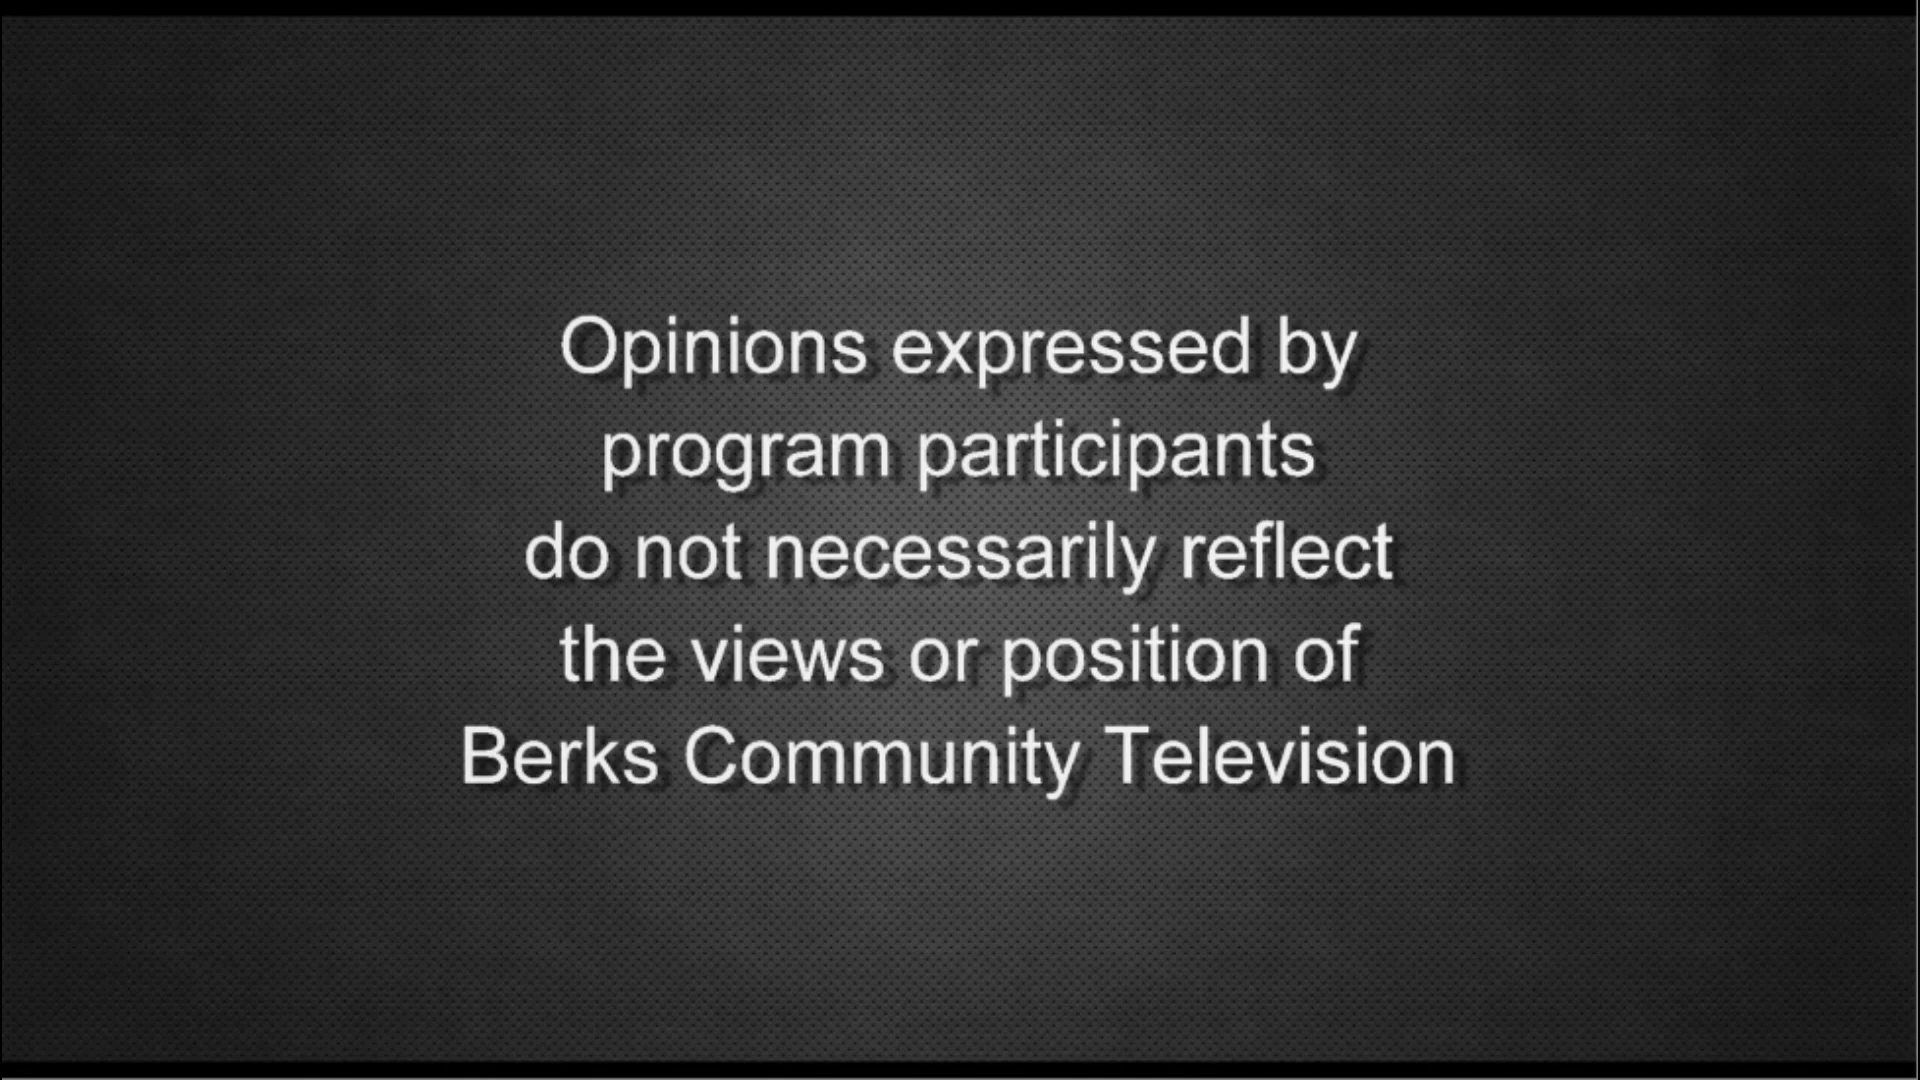 Opinions expressed by
program participants
do not necessarily reflect
the views or position of
Berks Community Television